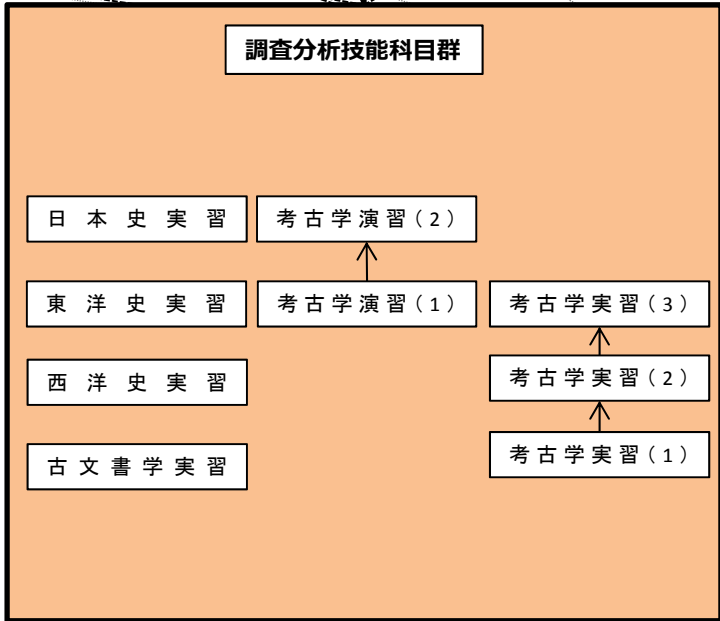 調査分析技能科目群
日本史実習
考古学演習(2)
東洋史実習
考古学演習(1)
考古学実習(3)
西洋史実習
考古学実習(2)
古文書学実習
考古学実習(1)